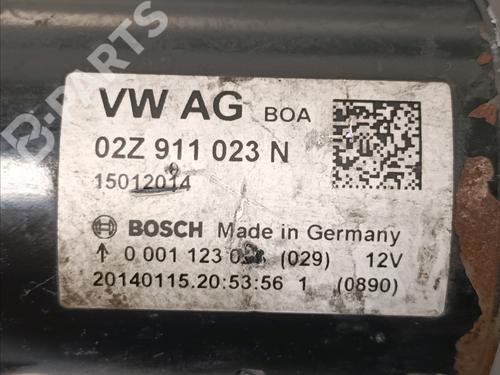 B-PARTS
VW AG BOA
02Z 911 023 N
15012014
BOSCH Made in Germany
↑ 0 001 123 (029) 12V
20140115.20:53:56 1 (0890)